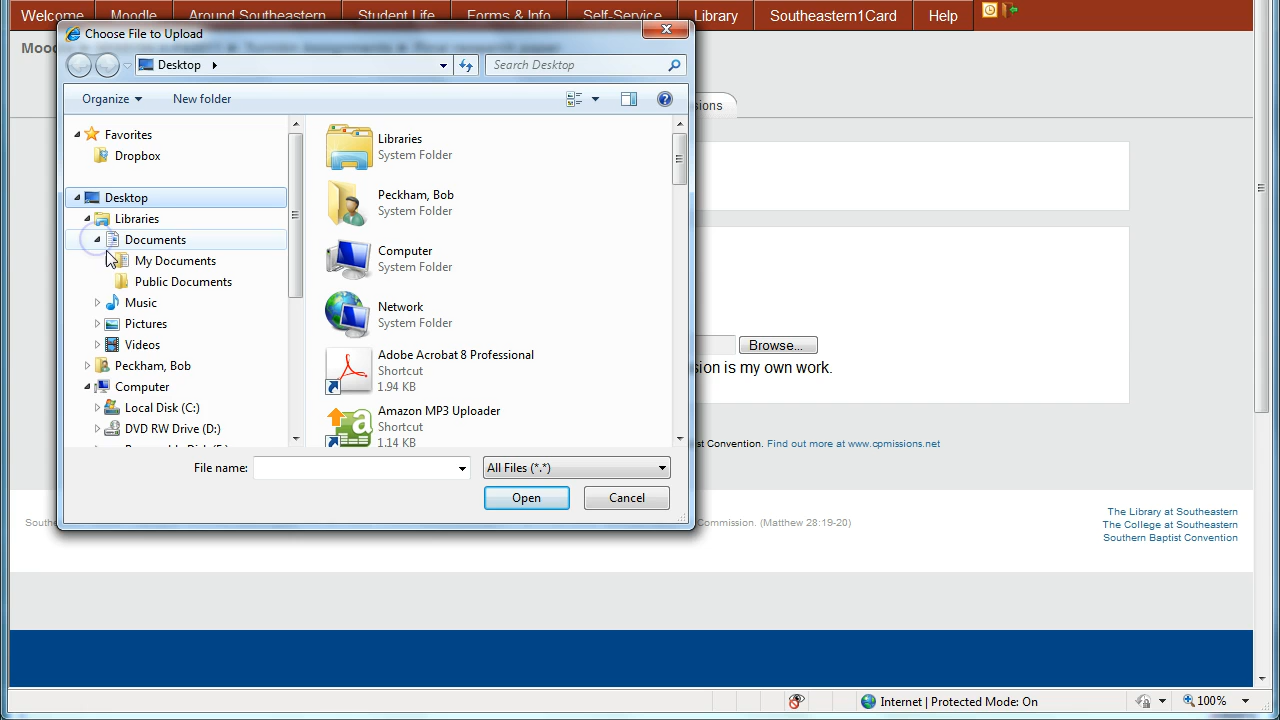 Welcome
Moodle
Around Southeastern
Student Life
Forms & Info
Self-Service
Library
Southeastern1Card
Help
Choose File to Upload
Desktop
Search Desktop
Organize
New folder
Favorites
Dropbox
Desktop
Libraries
Documents
My Documents
Public Documents
Music
Pictures
Videos
Peckham, Bob
Computer
Local Disk (C:)
DVD RW Drive (D:)
Libraries
System Folder
Peckham, Bob
System Folder
Computer
System Folder
Network
System Folder
Adobe Acrobat 8 Professional
Shortcut
1.94 KB
Amazon MP3 Uploader
Shortcut
1.14 KB
File name:
All Files (*.*)
Open
Cancel
Browse...
is my own work.
Convention. Find out more at www.cpmissions.net
Commission. (Matthew 28:19-20)
The Library at Southeastern
The College at Southeastern
Southern Baptist Convention
Internet | Protected Mode: On
100%